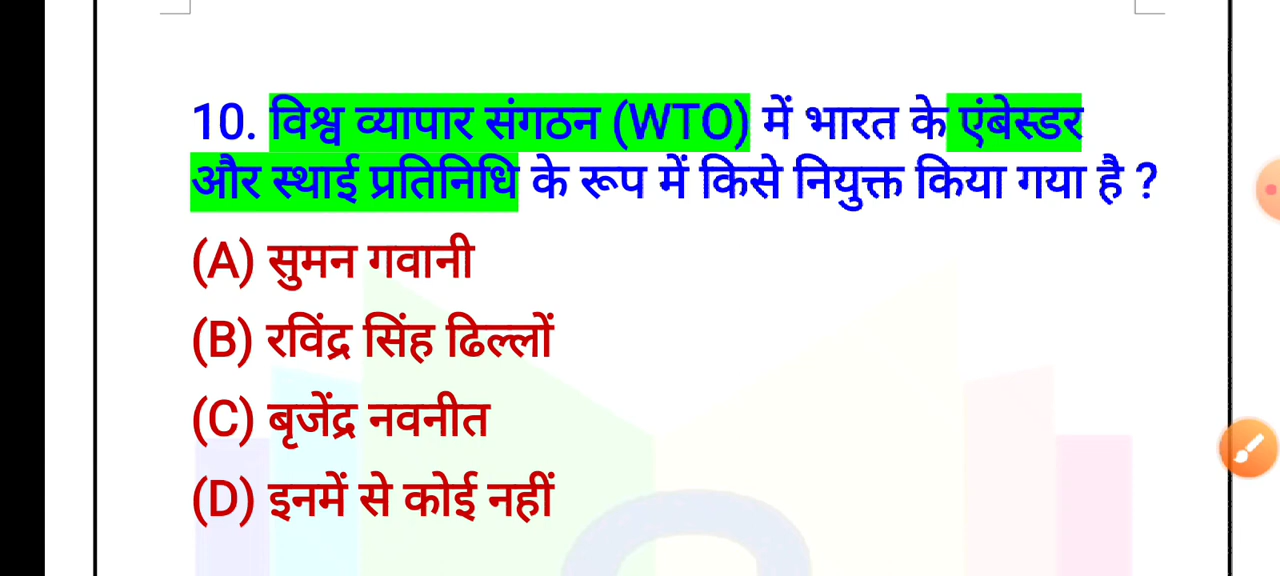 10. विश्व व्यापार संगठन (WTO) में भारत के एंबेस्डर
और स्थाई प्रतिनिधि के रूप में किसे नियुक्त किया गया है ?
(A) सुमन गवानी
(B) रविंद्र सिंह ढिल्लों
(C) बृजेंद्र नवनीत
(D) इनमें से कोई नहीं